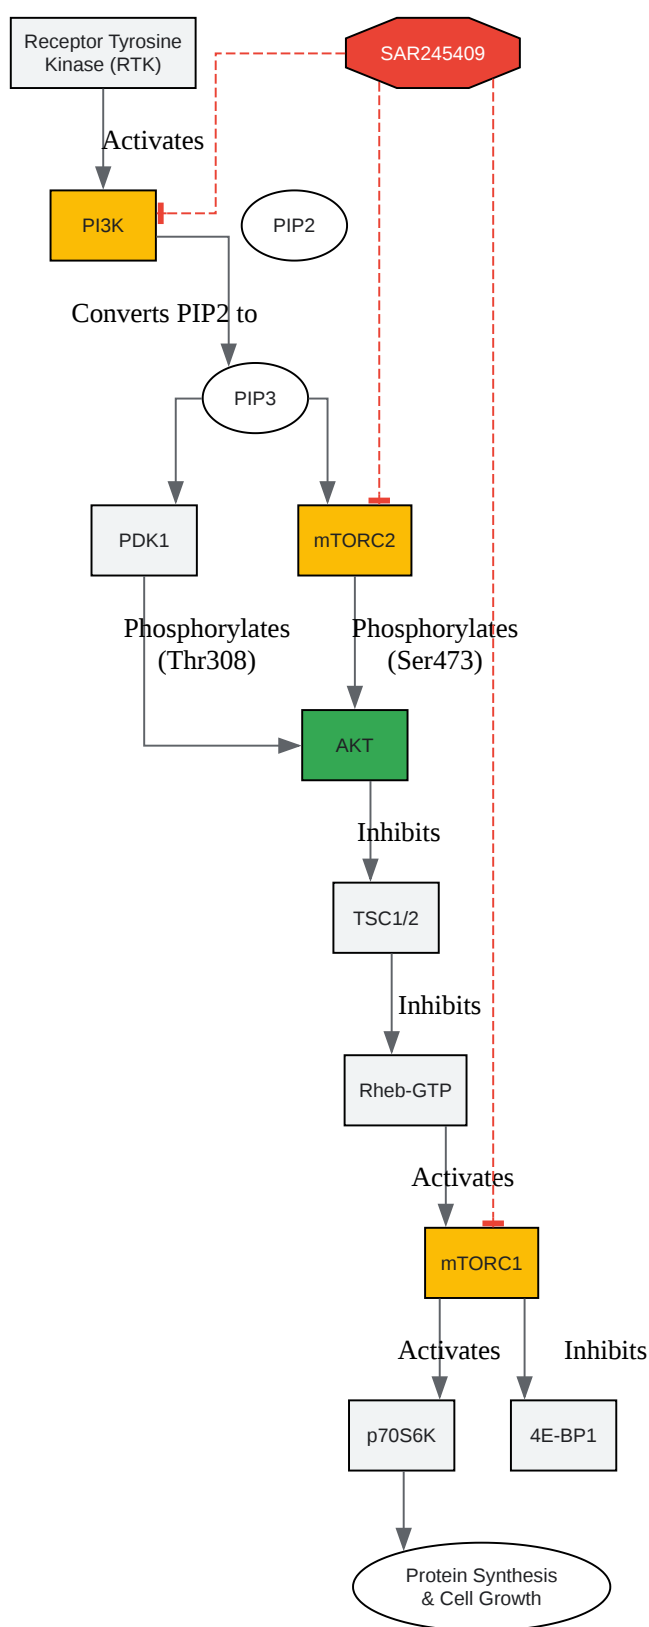 Receptor Tyrosine
Kinase (RTK)
SAR245409
Activates
PI3K
PIP2
Converts PIP2 to
PIP3
PDK1
mTORC2
Phosphorylates
(Thr308)
Phosphorylates
(Ser473)
AKT
Inhibits
TSC1/2
Inhibits
Rheb-GTP
Activates
mTORC1
Activates
Inhibits
p70S6K
4E-BP1
Protein Synthesis
& Cell Growth